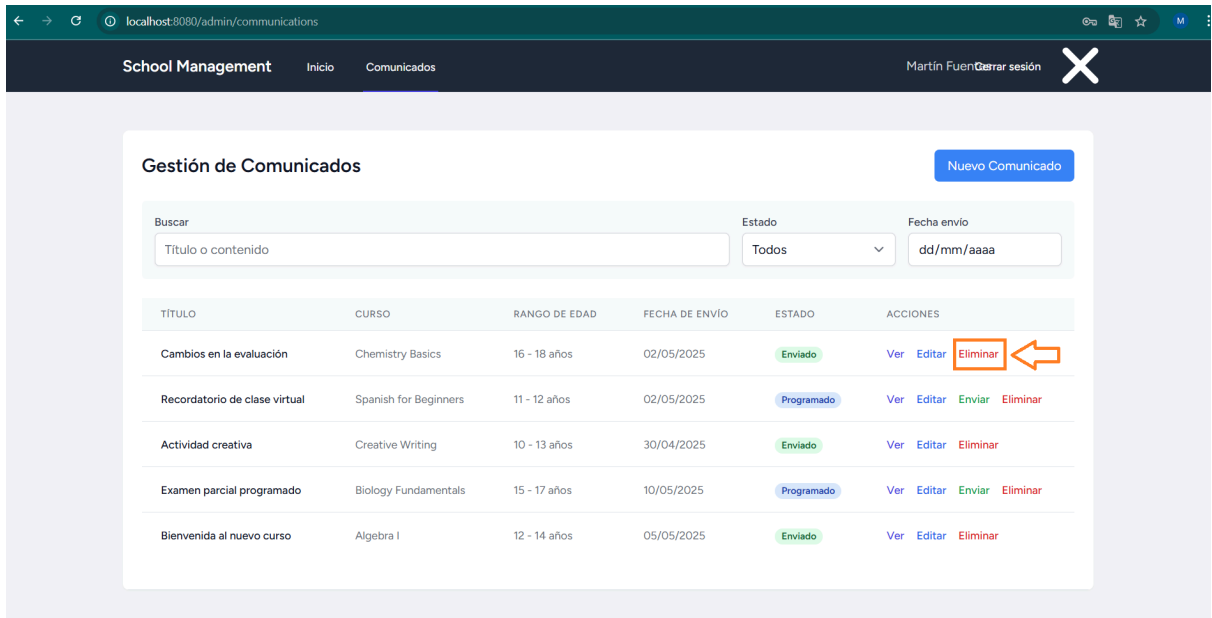 localhost:8080/admin/communications
M
School Management Inicio Comunicados Martín Fuentes Cerrar sesión
Gestión de Comunicados Nuevo Comunicado
Buscar Estado Fecha envío
Título o contenido Todos dd/mm/aaaa
TÍTULO CURSO RANGO DE EDAD FECHA DE ENVÍO ESTADO ACCIONES
Cambios en la evaluación Chemistry Basics 16 - 18 años 02/05/2025 Enviado Ver Editar Eliminar
Recordatorio de clase virtual Spanish for Beginners 11 - 12 años 02/05/2025 Programado Ver Editar Enviar Eliminar
Actividad creativa Creative Writing 10 - 13 años 30/04/2025 Enviado Ver Editar Eliminar
Examen parcial programado Biology Fundamentals 15 - 17 años 10/05/2025 Programado Ver Editar Enviar Eliminar
Bienvenida al nuevo curso Algebra I 12 - 14 años 05/05/2025 Enviado Ver Editar Eliminar